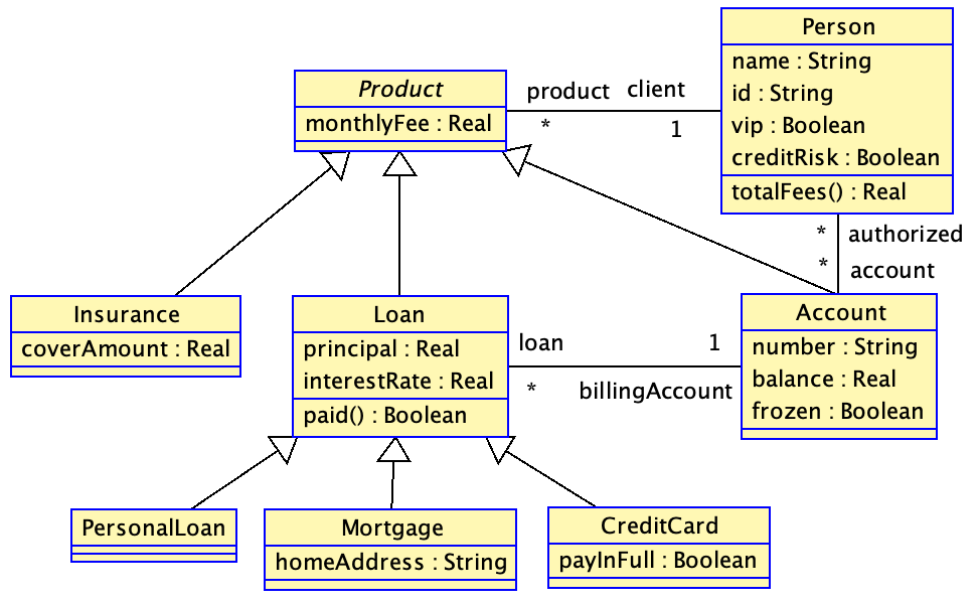 Person
name : String
id : String
vip : Boolean
creditRisk : Boolean
totalFees() : Real
Product
monthlyFee : Real
product
client
*
1
*
authorized
*
account
Insurance
coverAmount : Real
Loan
principal : Real
interestRate : Real
paid() : Boolean
loan
1
*
billingAccount
Account
number : String
balance : Real
frozen : Boolean
PersonalLoan
Mortgage
homeAddress : String
CreditCard
payInFull : Boolean